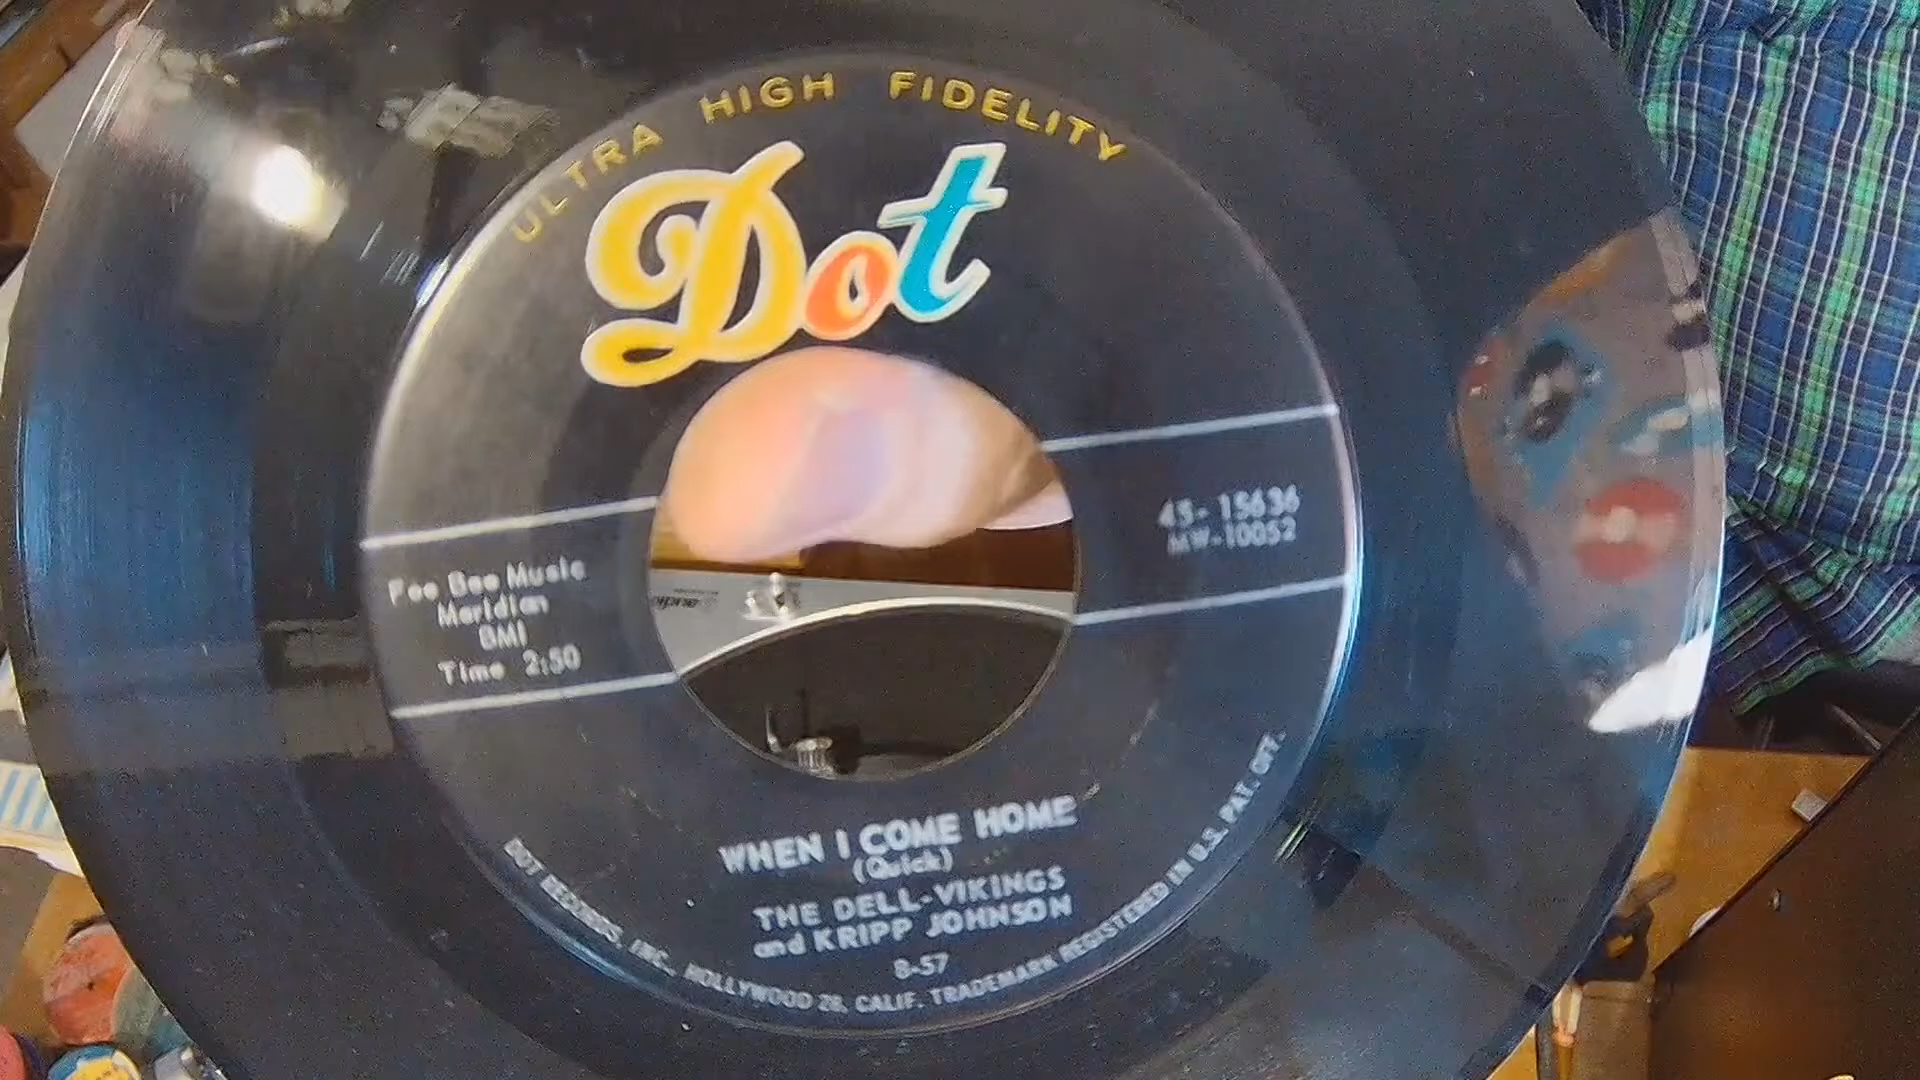 ULTRA HIGH FIDELITY
Dot
45-15636
MW-10052
Fee Bee Music
Meridian
BMI
Time 2:50
WHEN I COME HOME
(Quick)
THE DELL-VIKINGS
and KRIPP JOHNSON
8-57
DOT RECORDS, INC., HOLLYWOOD 28, CALIF. TRADEMARK REGISTERED IN U.S. PAT. OFF.